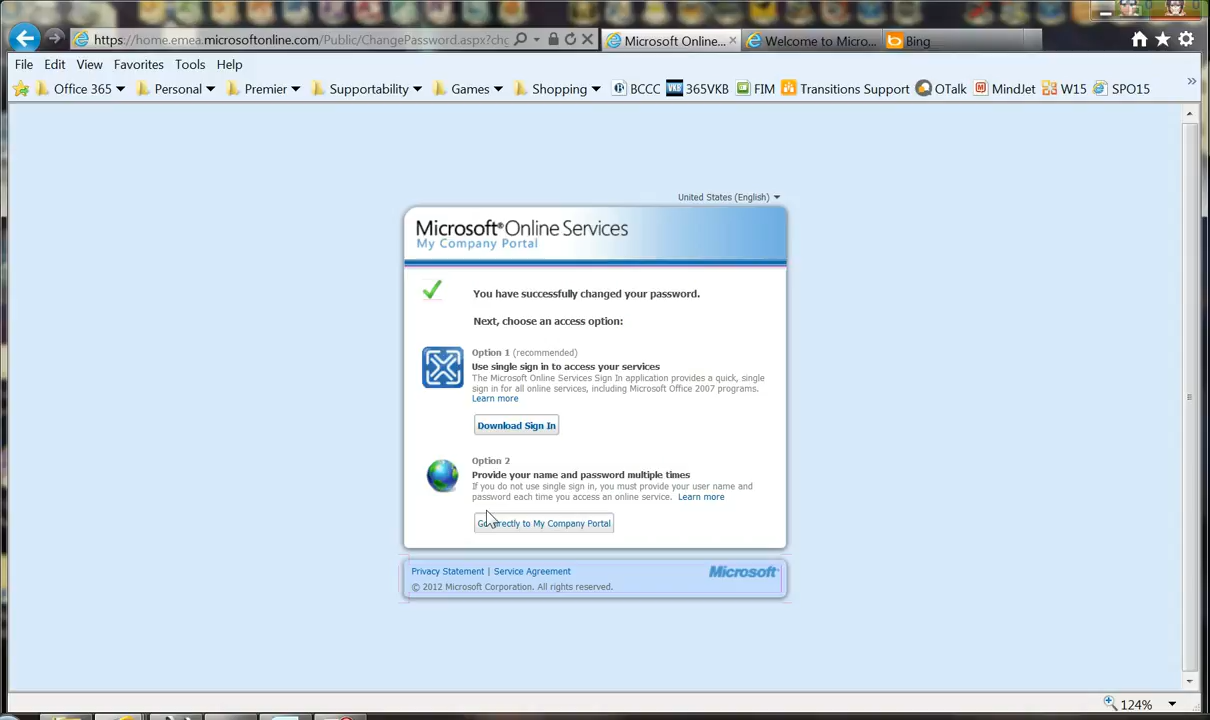 https://home.emea.microsoftonline.com/Public/ChangePassword.aspx?chg
Microsoft Online...
Welcome to Micro...
Bing
File Edit View Favorites Tools Help
Office 365 Personal Premier Supportability Games Shopping BCCC 365VKB FIM Transitions Support OTalk MindJet W15 SPO15
United States (English)
Microsoft® Online Services
My Company Portal
You have successfully changed your password.
Next, choose an access option:
Option 1 (recommended)
Use single sign in to access your services
The Microsoft Online Services Sign In application provides a quick, single
sign in for all online services, including Microsoft Office 2007 programs.
Learn more
Download Sign In
Option 2
Provide your name and password multiple times
If you do not use single sign in, you must provide your user name and
password each time you access an online service. Learn more
Go directly to My Company Portal
Privacy Statement | Service Agreement
Microsoft
© 2012 Microsoft Corporation. All rights reserved.
124%